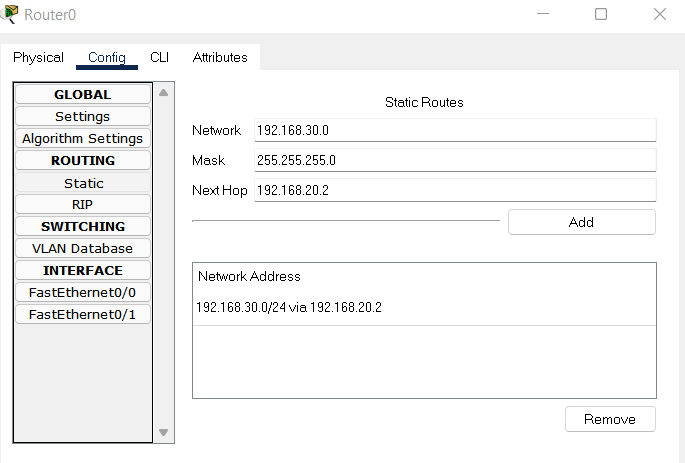 Router0
Physical Config CLI Attributes
GLOBAL
Settings
Algorithm Settings
ROUTING
Static
RIP
SWITCHING
VLAN Database
INTERFACE
FastEthernet0/0
FastEthernet0/1
Static Routes
Network 192.168.30.0
Mask 255.255.255.0
Next Hop 192.168.20.2
Add
Network Address
192.168.30.0/24 via 192.168.20.2
Remove